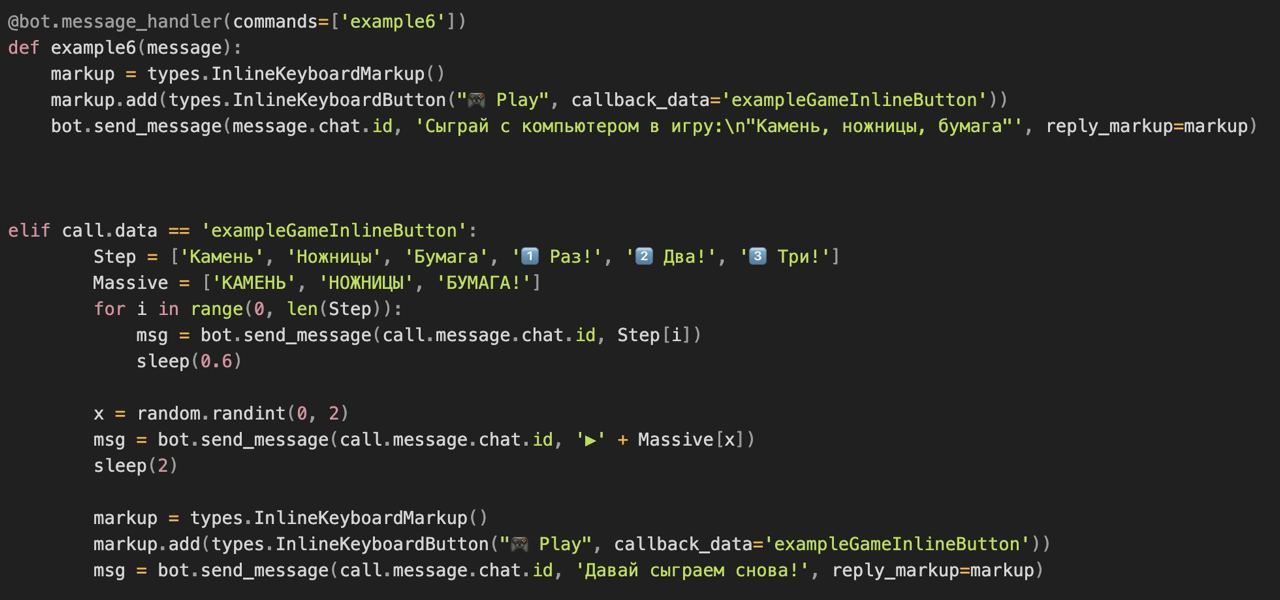 @bot.message_handler(commands=['example6'])
def example6(message):
    markup = types.InlineKeyboardMarkup()
    markup.add(types.InlineKeyboardButton("🎮 Play", callback_data='exampleGameInlineButton'))
    bot.send_message(message.chat.id, 'Сыграй с компьютером в игру:\n"Камень, ножницы, бумага"', reply_markup=markup)
elif call.data == 'exampleGameInlineButton':
        Step = ['Камень', 'Ножницы', 'Бумага', '1️⃣ Раз!', '2️⃣ Два!', '3️⃣ Три!']
        Massive = ['КАМЕНЬ', 'НОЖНИЦЫ', 'БУМАГА!']
        for i in range(0, len(Step)):
            msg = bot.send_message(call.message.chat.id, Step[i])
            sleep(0.6)
        x = random.randint(0, 2)
        msg = bot.send_message(call.message.chat.id, '▶' + Massive[x])
        sleep(2)
        markup = types.InlineKeyboardMarkup()
        markup.add(types.InlineKeyboardButton("🎮 Play", callback_data='exampleGameInlineButton'))
        msg = bot.send_message(call.message.chat.id, 'Давай сыграем снова!', reply_markup=markup)